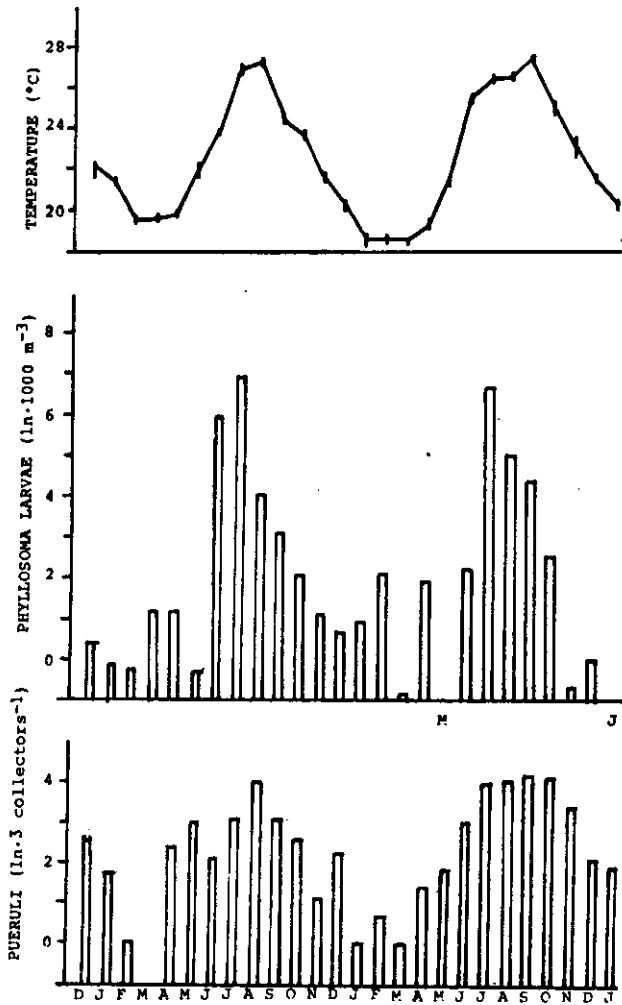 TEMPERATURE (°C)
28
24
20
PHYLLOSOMA LARVAE (ln·1000 m⁻³)
8
6
4
2
0
M J
PUERULI (ln·3 collectors⁻¹)
4
2
0
D J F M A M J J A S O N D J F M A M J J A S O N D J